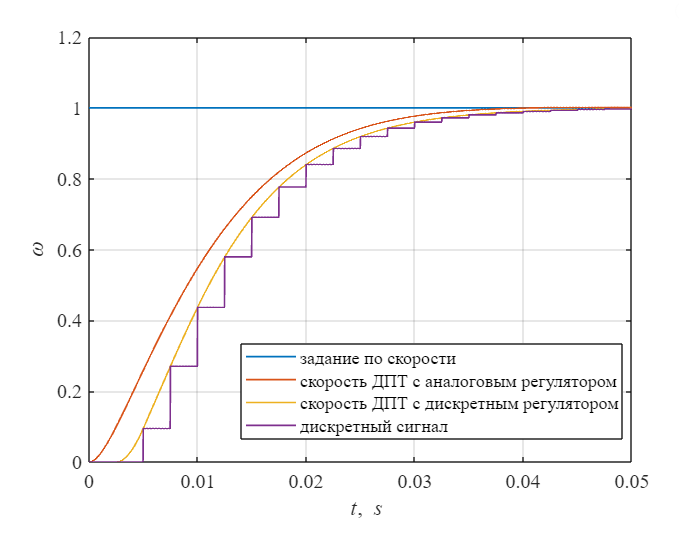 1.2
1
0.8
0.6
0.4
0.2
0
ω
задание по скорости
скорость ДПТ с аналоговым регулятором
скорость ДПТ с дискретным регулятором
дискретный сигнал
0 0.01 0.02 0.03 0.04 0.05
t, s